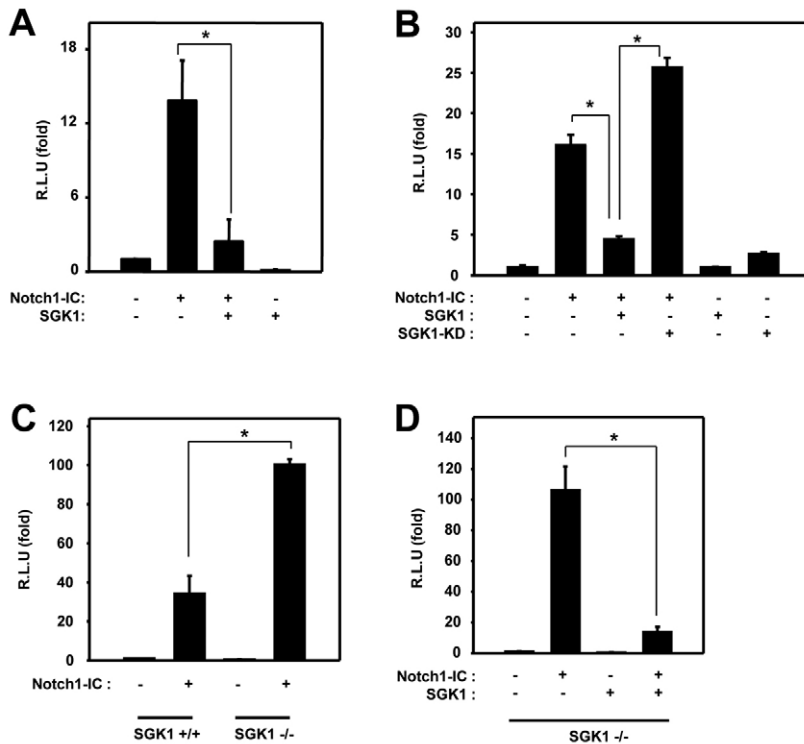 A
R.L.U (fold)
18
12
6
0
*
Notch1-IC: - + + -
SGK1: - - + +
B
R.L.U (fold)
30
25
20
15
10
5
0
*
*
Notch1-IC : - + + + - -
SGK1 : - - + - + -
SGK1-KD : - - - + - +
C
R.L.U (fold)
120
100
80
60
40
20
0
*
Notch1-IC : - + - +
SGK1 +/+ SGK1 -/-
D
R.L.U (fold)
140
120
100
80
60
40
20
0
*
Notch1-IC : - + - +
SGK1 : - - + +
SGK1 -/-